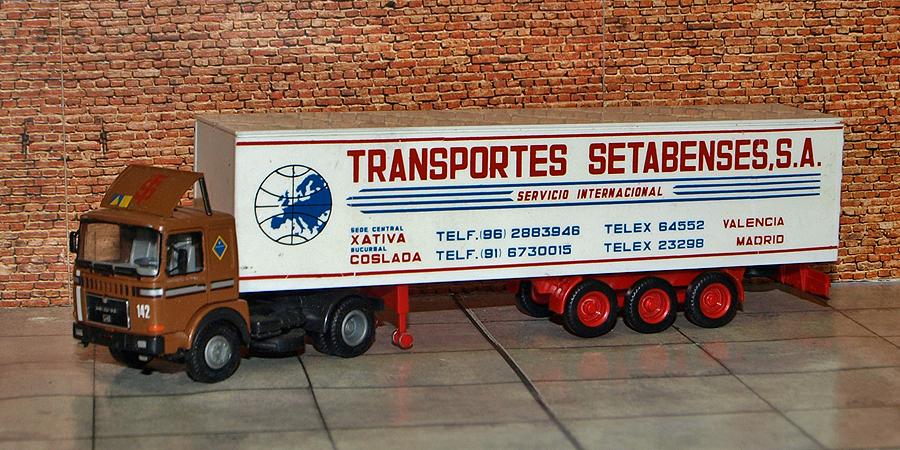 TRANSPORTES SETABENSES,S.A.
SERVICIO INTERNACIONAL
SEDE CENTRAL
XATIVA TELF.(96) 2883946 TELEX 64552 VALENCIA
SUCURSAL
COSLADA TELF.(91) 6730015 TELEX 23298 MADRID
142